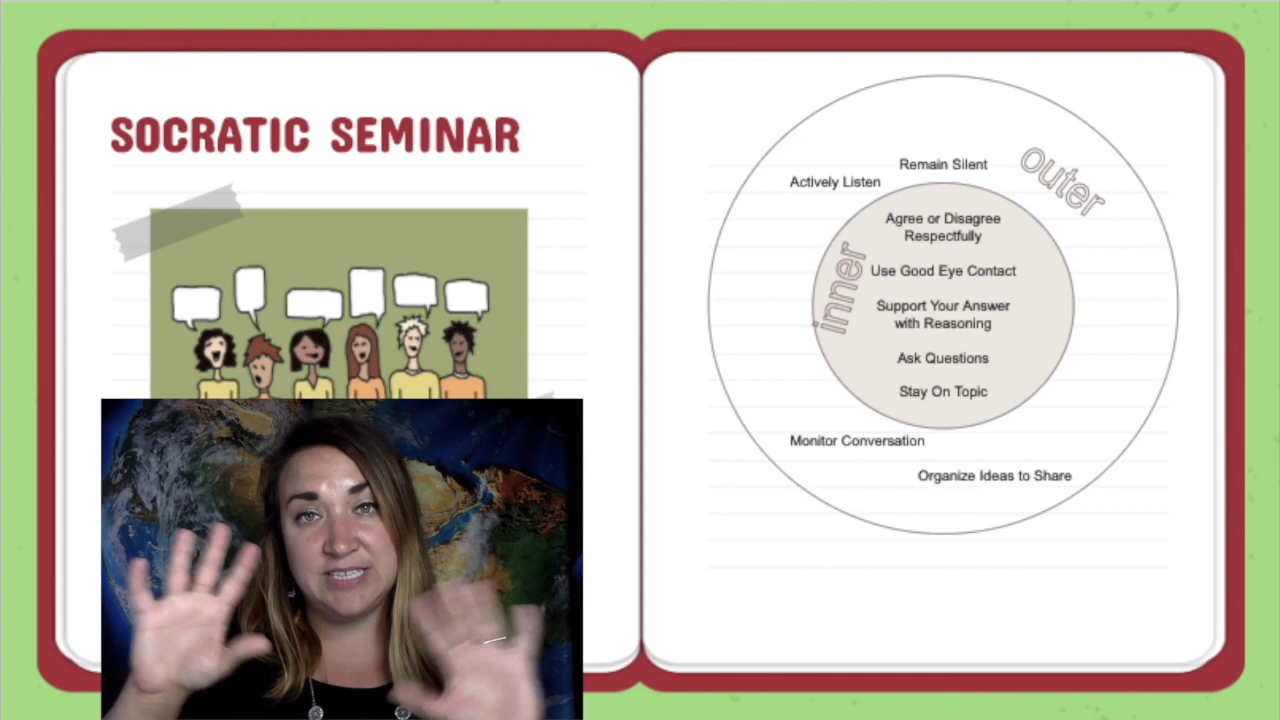 SOCRATIC SEMINAR
outer
Remain Silent
Actively Listen
inner
Agree or Disagree
Respectfully
Use Good Eye Contact
Support Your Answer
with Reasoning
Ask Questions
Stay On Topic
Monitor Conversation
Organize Ideas to Share